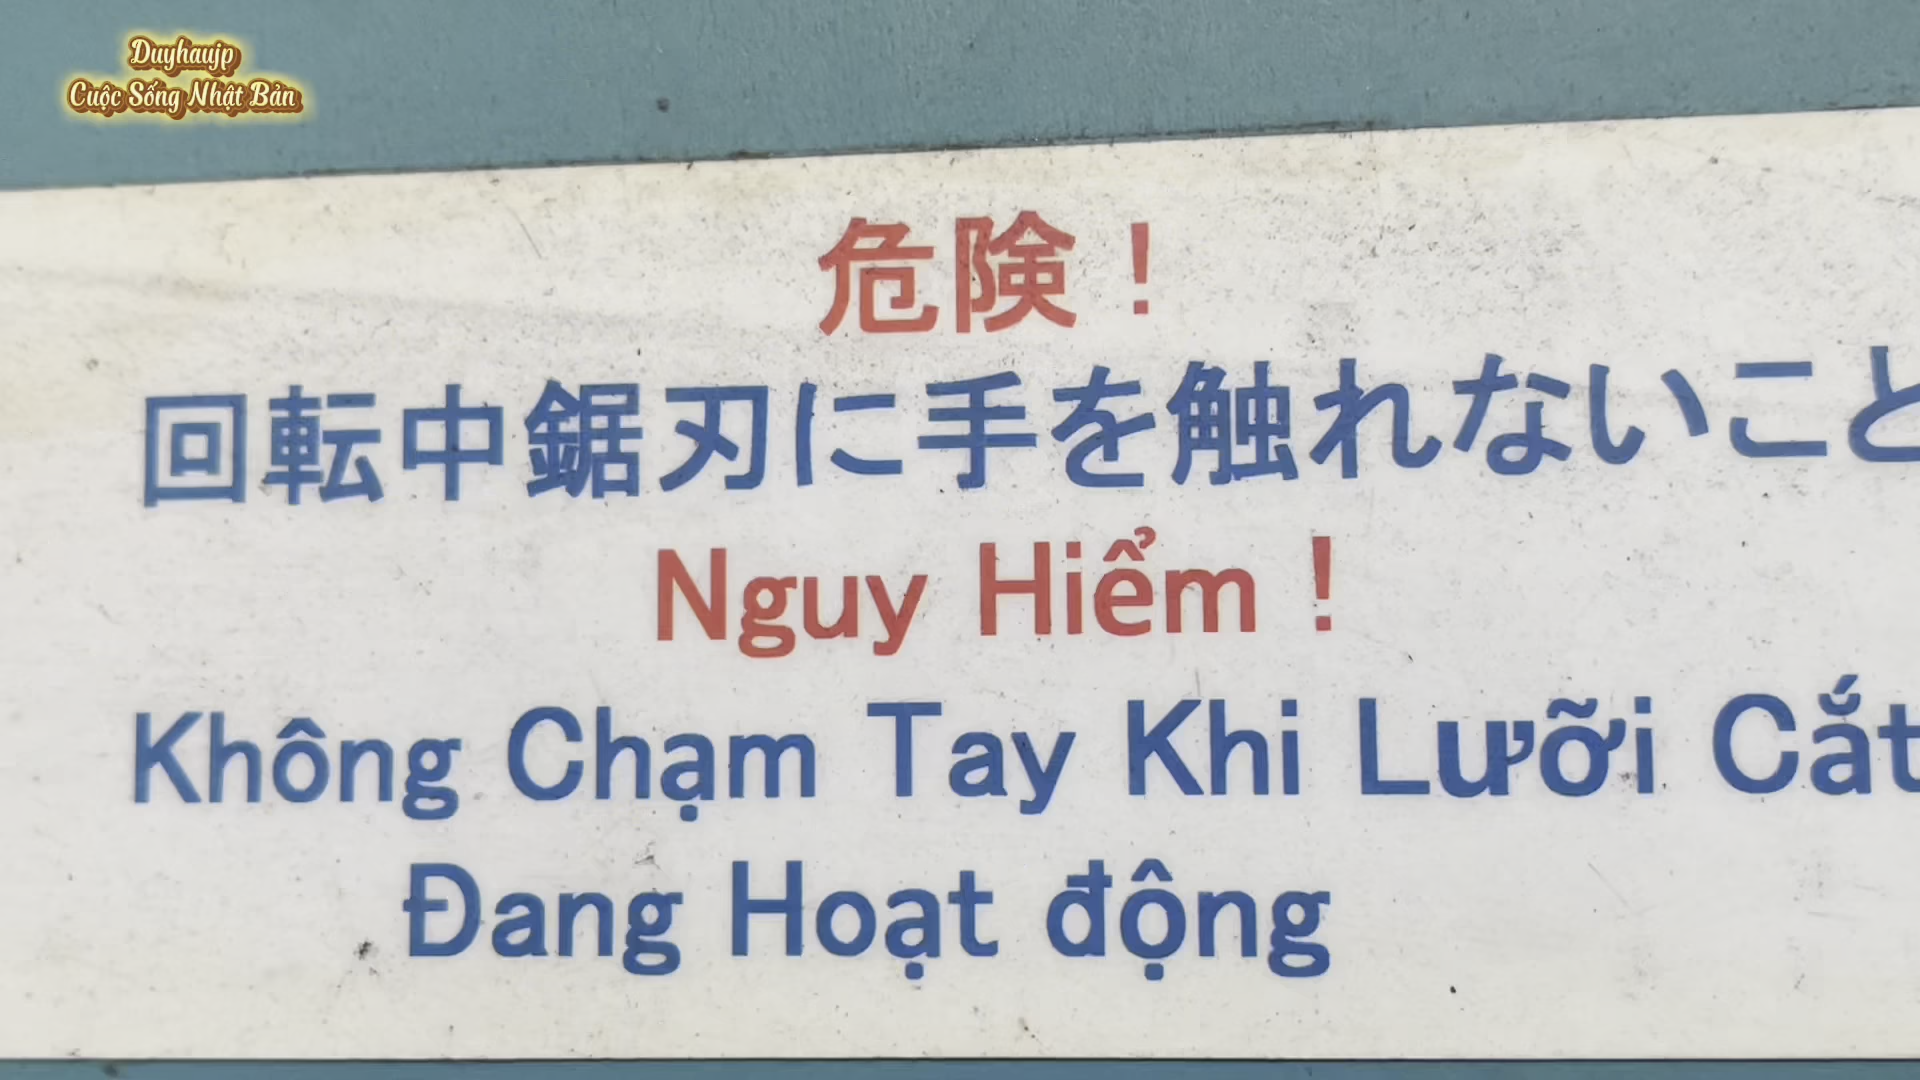 Duyhaujp
Cuộc Sống Nhật Bản
危険！
回転中鋸刃に手を触れないこと
Nguy Hiểm !
Không Chạm Tay Khi Lưỡi Cắt
Đang Hoạt động